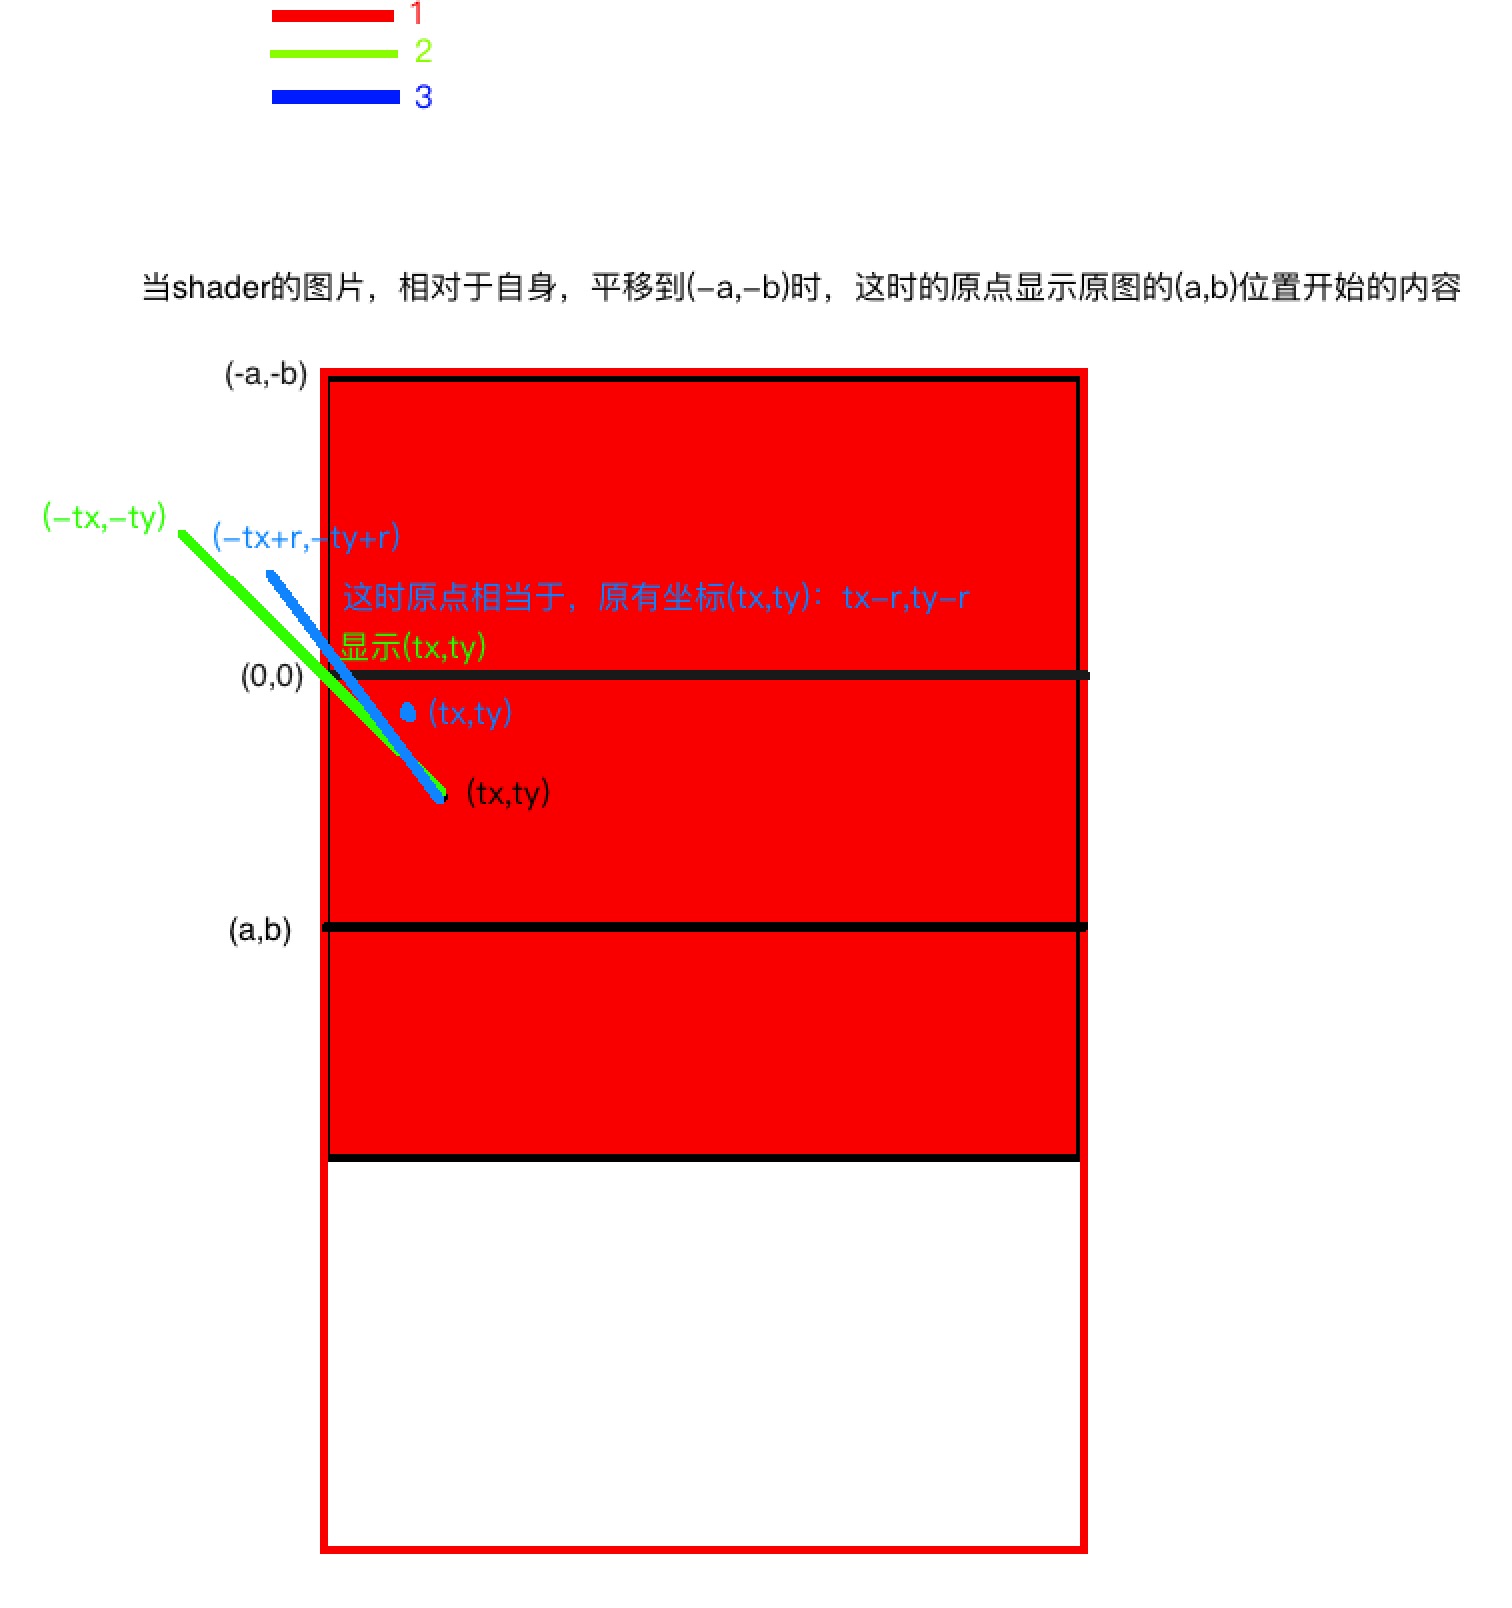 1
2
3
当shader的图片，相对于自身，平移到(-a,-b)时，这时的原点显示原图的(a,b)位置开始的内容
(-a,-b)
(-tx,-ty)
(-tx+r,-ty+r)
这时原点相当于，原有坐标(tx,ty)：tx-r,ty-r
显示(tx,ty)
(0,0)
(tx,ty)
(tx,ty)
(a,b)